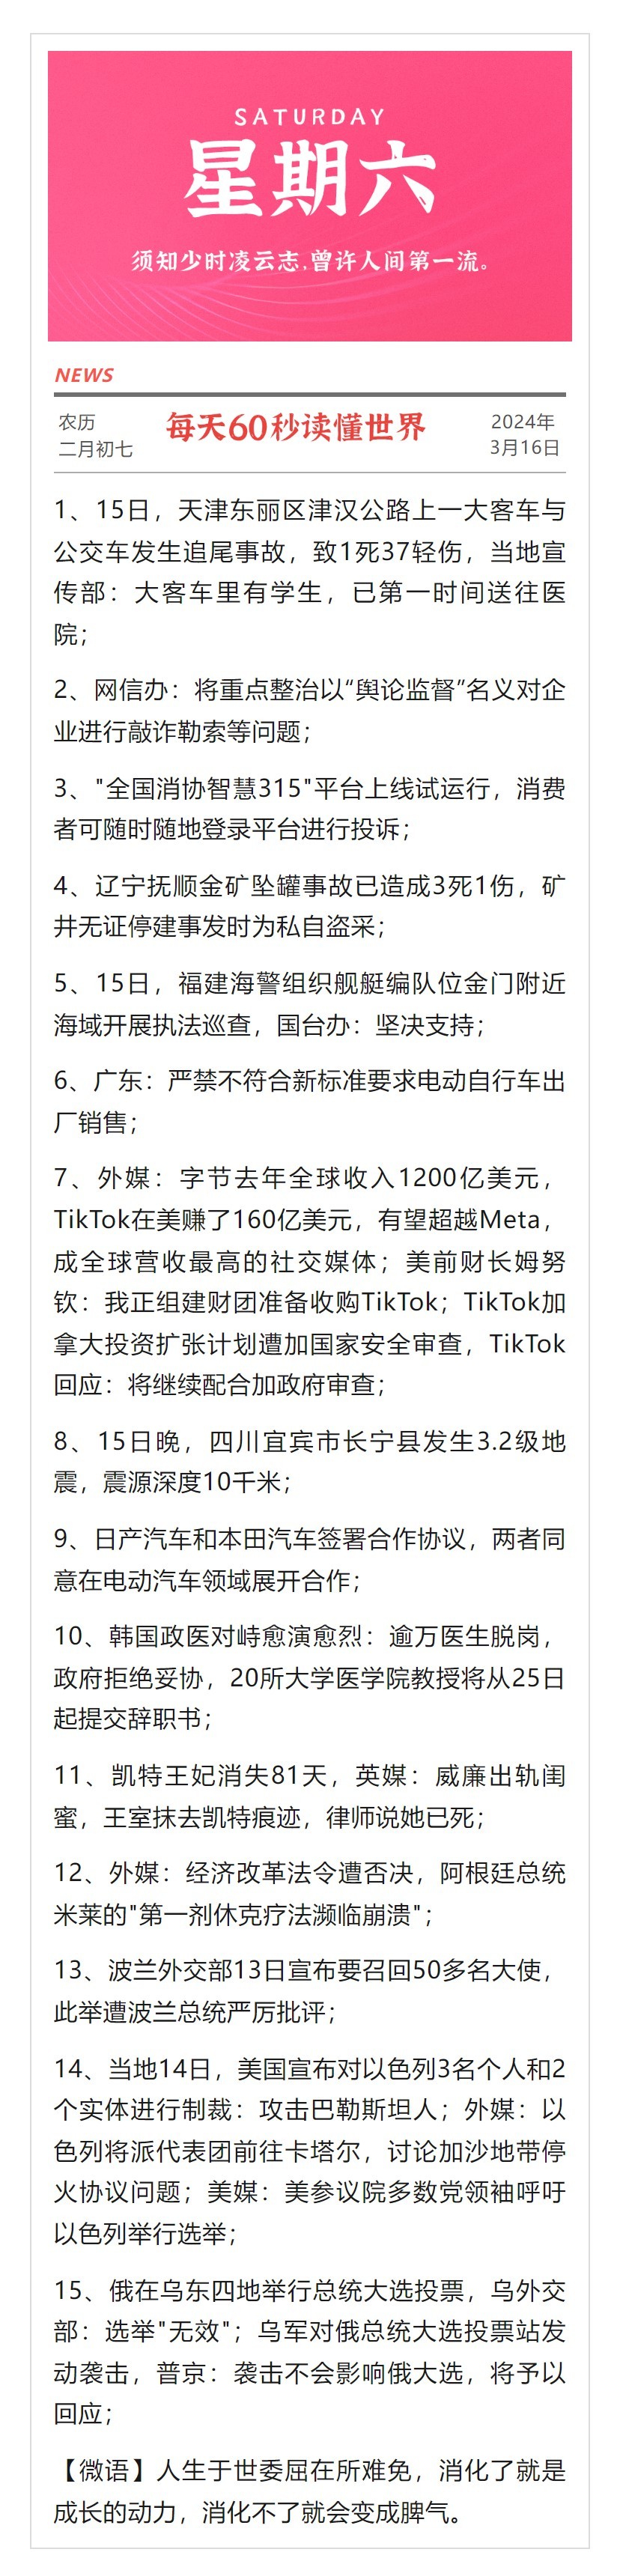 SATURDAY
星期六
须知少时凌云志,曾许人间第一流。
NEWS
农历
二月初七
每天60秒读懂世界
2024年
3月16日
1、15日，天津东丽区津汉公路上一大客车与
公交车发生追尾事故，致1死37轻伤，当地宣
传部：大客车里有学生，已第一时间送往医
院；
2、网信办：将重点整治以“舆论监督”名义对企
业进行敲诈勒索等问题；
3、"全国消协智慧315"平台上线试运行，消费
者可随时随地登录平台进行投诉；
4、辽宁抚顺金矿坠罐事故已造成3死1伤，矿
井无证停建事发时为私自盗采；
5、15日，福建海警组织舰艇编队位金门附近
海域开展执法巡查，国台办：坚决支持；
6、广东：严禁不符合新标准要求电动自行车出
厂销售；
7、外媒：字节去年全球收入1200亿美元，
TikTok在美赚了160亿美元，有望超越Meta，
成全球营收最高的社交媒体；美前财长姆努
钦：我正组建财团准备收购TikTok；TikTok加
拿大投资扩张计划遭加国家安全审查，TikTok
回应：将继续配合加政府审查；
8、15日晚，四川宜宾市长宁县发生3.2级地
震，震源深度10千米；
9、日产汽车和本田汽车签署合作协议，两者同
意在电动汽车领域展开合作；
10、韩国政医对峙愈演愈烈：逾万医生脱岗，
政府拒绝妥协，20所大学医学院教授将从25日
起提交辞职书；
11、凯特王妃消失81天，英媒：威廉出轨闺
蜜，王室抹去凯特痕迹，律师说她已死；
12、外媒：经济改革法令遭否决，阿根廷总统
米莱的"第一剂休克疗法濒临崩溃"；
13、波兰外交部13日宣布要召回50多名大使，
此举遭波兰总统严厉批评；
14、当地14日，美国宣布对以色列3名个人和2
个实体进行制裁：攻击巴勒斯坦人；外媒：以
色列将派代表团前往卡塔尔，讨论加沙地带停
火协议问题；美媒：美参议院多数党领袖呼吁
以色列举行选举；
15、俄在乌东四地举行总统大选投票，乌外交
部：选举"无效"；乌军对俄总统大选投票站发
动袭击，普京：袭击不会影响俄大选，将予以
回应；
【微语】人生于世委屈在所难免，消化了就是
成长的动力，消化不了就会变成脾气。